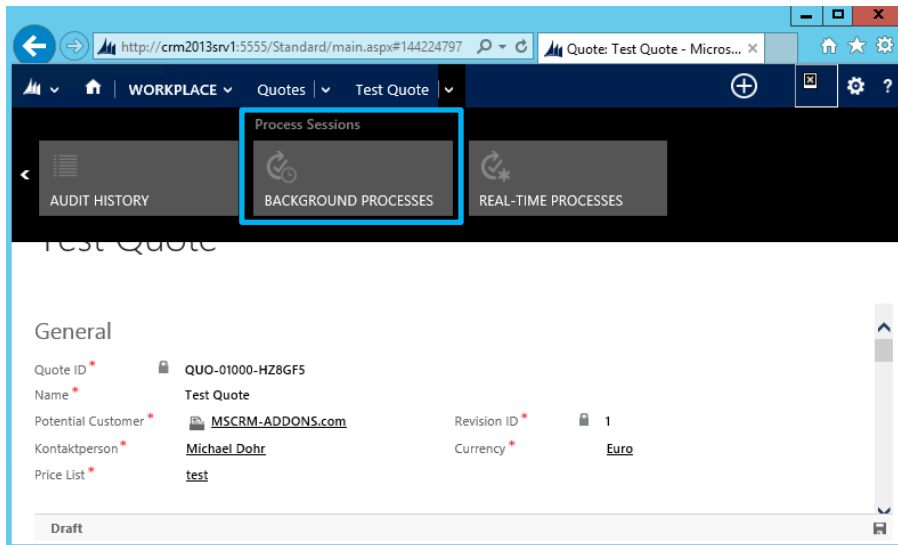 http://crm2013srv1:5555/Standard/main.aspx#144224797
Quote: Test Quote - Micros...
WORKPLACE
Quotes
Test Quote
?
Process Sessions
AUDIT HISTORY
BACKGROUND PROCESSES
REAL-TIME PROCESSES
Test Quote
General
Quote ID * QUO-01000-HZ8GF5
Name * Test Quote
Potential Customer * MSCRM-ADDONS.com Revision ID * 1
Kontaktperson * Michael Dohr Currency * Euro
Price List * test
Draft